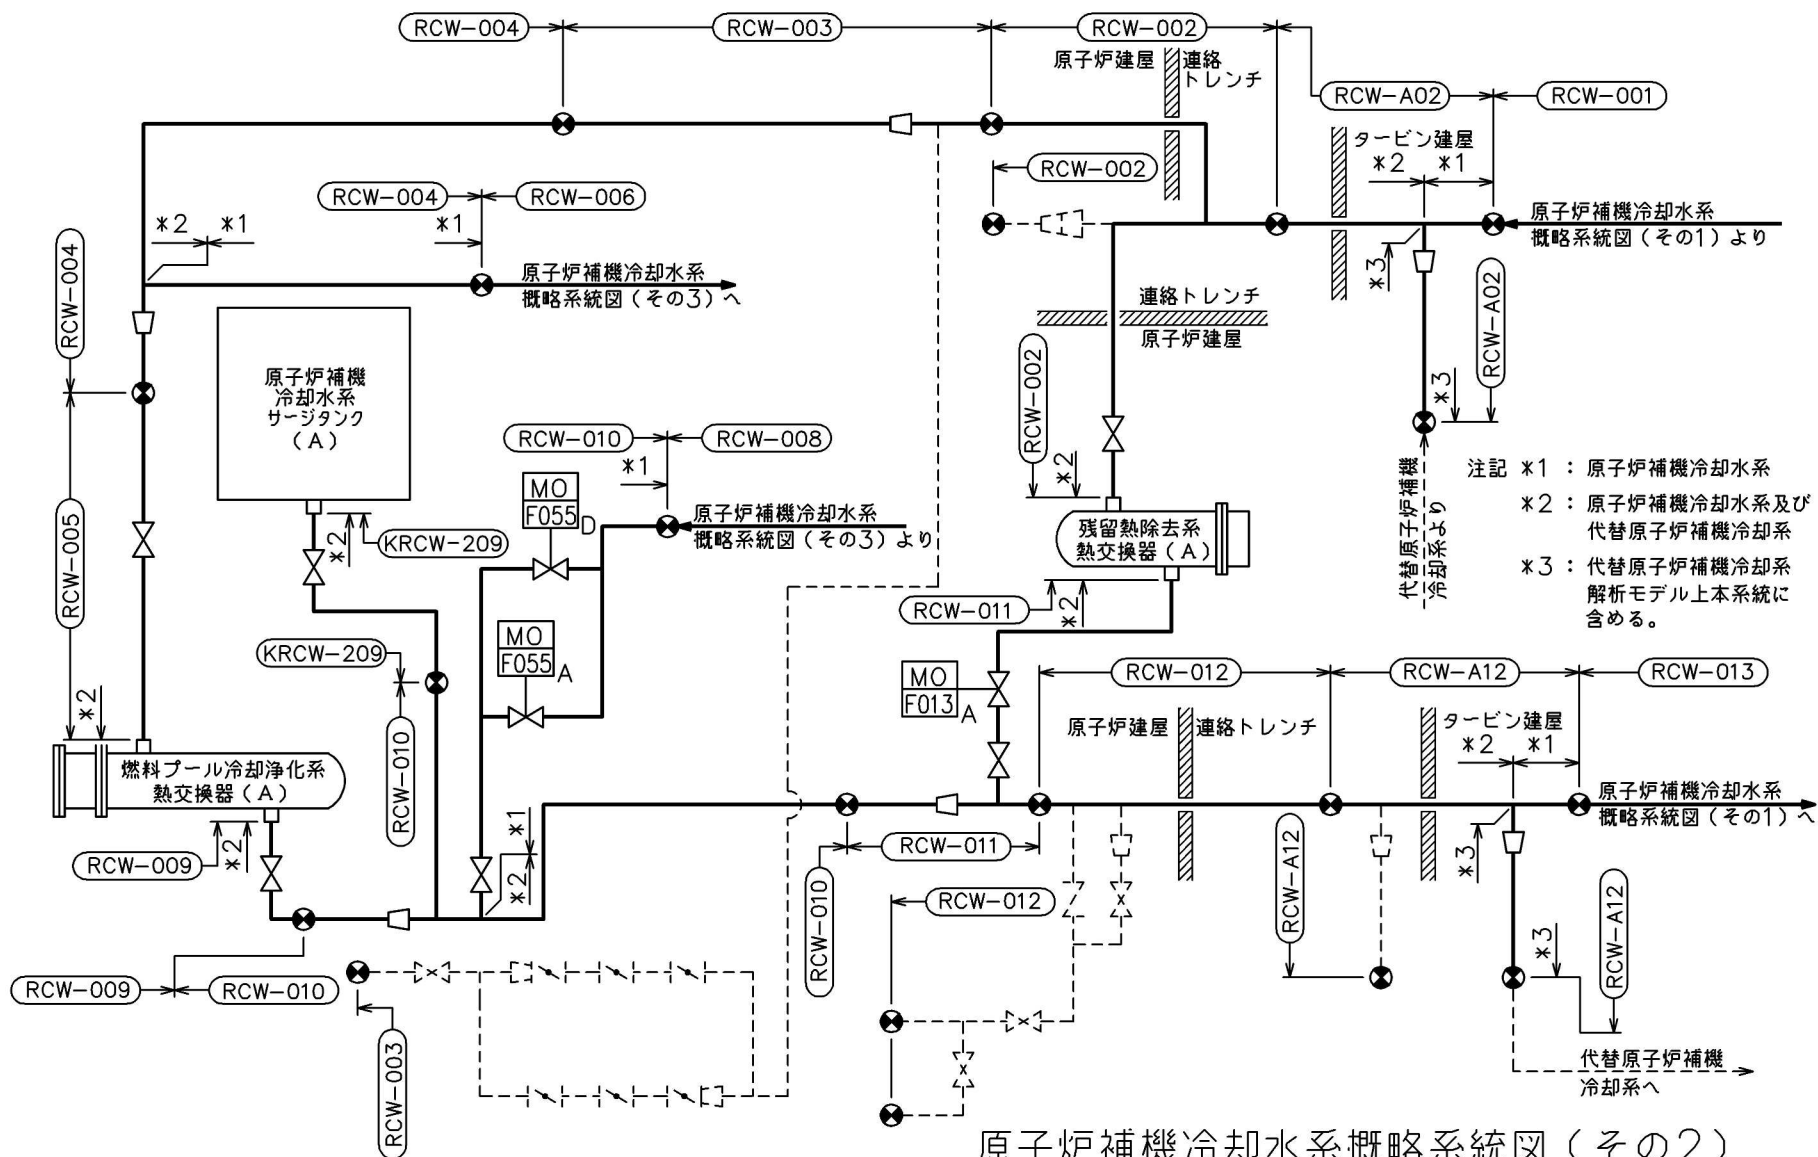 RCW-004
RCW-003
RCW-002
原子炉建屋
連絡
トレンチ
RCW-A02
RCW-001
タービン建屋
*2
*1
RCW-002
RCW-004
RCW-006
*1
*2
*1
原子炉補機冷却水系
概略系統図（その1）より
RCW-004
原子炉補機冷却水系
概略系統図（その3）へ
*3
RCW-A02
連絡トレンチ
原子炉建屋
原子炉補機
冷却水系
サージタンク
（A）
RCW-002
*3
RCW-010
RCW-008
*1
*2
代替原子炉補機
冷却系より
注記 *1 : 原子炉補機冷却水系
*2 : 原子炉補機冷却水系及び
代替原子炉補機冷却系
*3 : 代替原子炉補機冷却系
解析モデル上本系統に
含める。
MO
F055
D
原子炉補機冷却水系
概略系統図（その3）より
RCW-005
*2
KRCW-209
残留熱除去系
熱交換器（A）
RCW-011
*2
MO
F055
A
KRCW-209
MO
F013
A
RCW-012
RCW-A12
RCW-013
*2
RCW-010
原子炉建屋
連絡トレンチ
タービン建屋
*2
*1
燃料プール冷却浄化系
熱交換器（A）
原子炉補機冷却水系
概略系統図（その1）へ
RCW-009
*2
*1
*2
RCW-011
RCW-010
RCW-A12
*3
RCW-012
RCW-A12
*3
RCW-009
RCW-010
RCW-003
代替原子炉補機
冷却系へ
原子炉補機冷却水系概略系統図（その2）